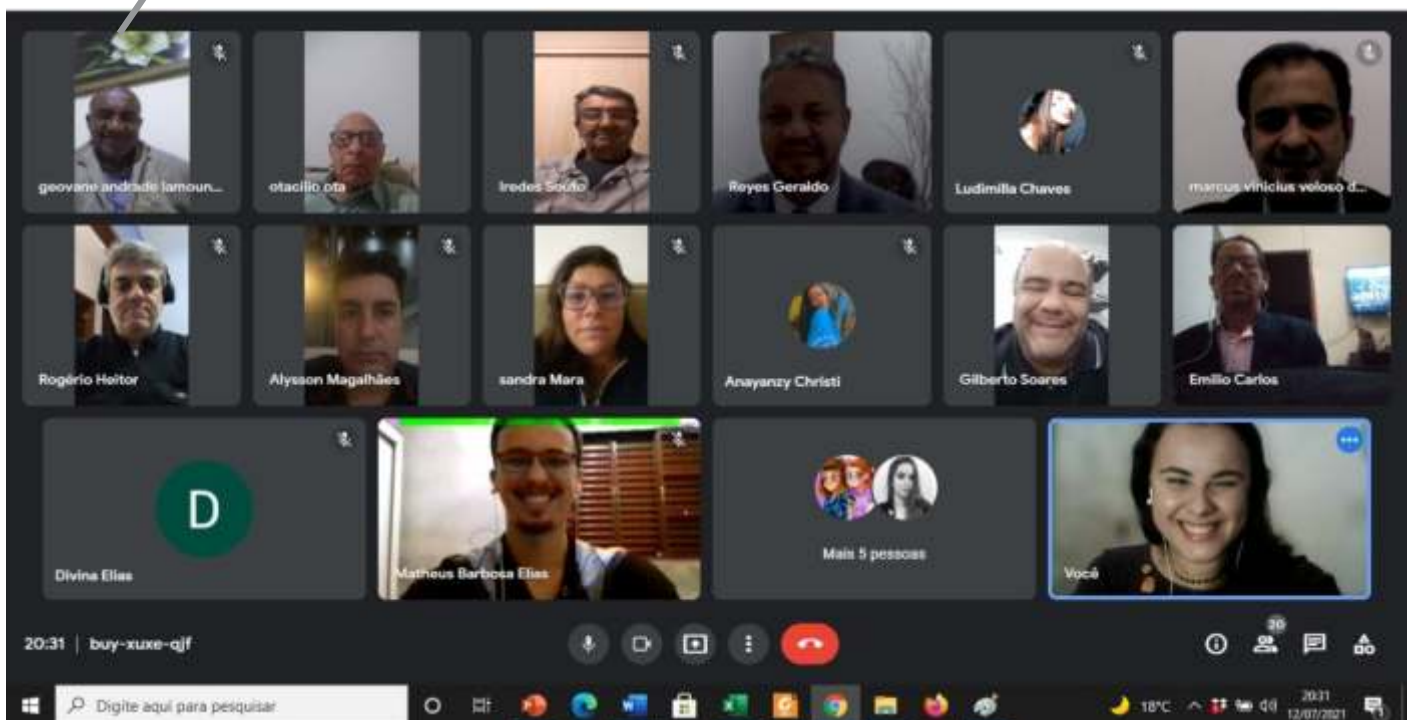 geovane andrade lamoun...
otacilio ota
Iredes Souto
Reyes Geraldo
Ludimilla Chaves
marcus vinicius veloso d...
Rogério Heitor
Alysson Magalhães
sandra Mara
Anayanzy Christi
Gilberto Soares
Emilio Carlos
D
Divina Elias
Matheus Barbosa Elias
Mais 5 pessoas
Você
20:31 | buy-xuxe-qjf
20
Digite aqui para pesquisar
18°C
20:31
12/07/2021